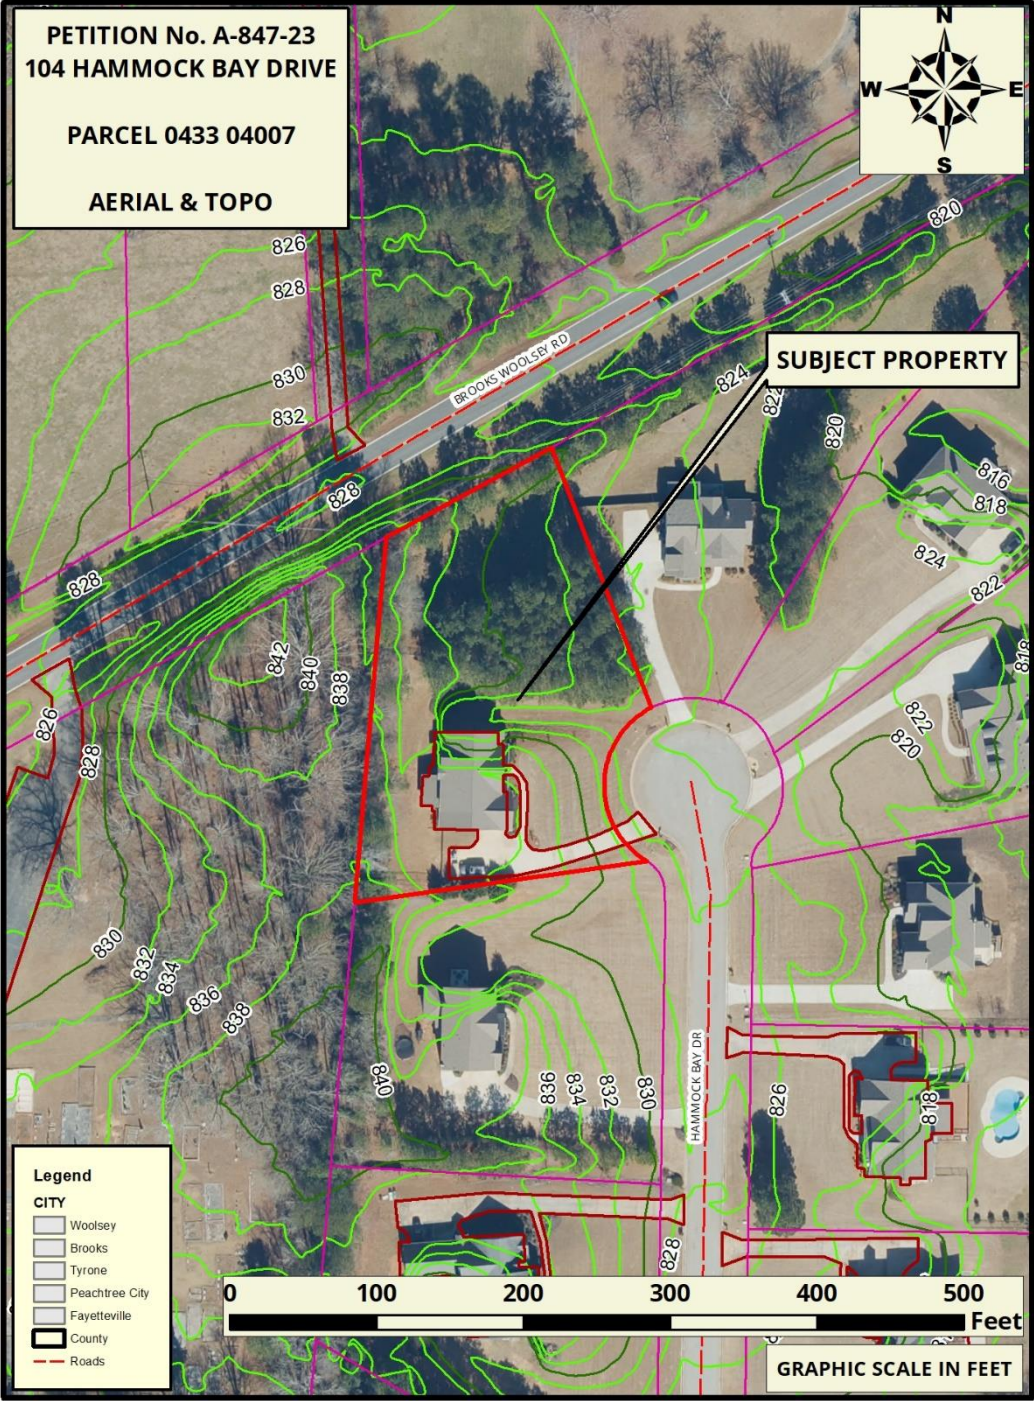 PETITION No. A-847-23
104 HAMMOCK BAY DRIVE
PARCEL 0433 04007
AERIAL & TOPO
N
W
E
S
820
826
828
830
832
BROOKS WOOLSEY RD
SUBJECT PROPERTY
824
820
816
818
824
822
828
828
818
842
840
838
826
828
822
820
830
832
834
836
838
840
836
834
832
830
HAMMOCK BAY DR
826
818
828
Legend
CITY
Woolsey
Brooks
Tyrone
Peachtree City
Fayetteville
County
Roads
0 100 200 300 400 500
Feet
GRAPHIC SCALE IN FEET